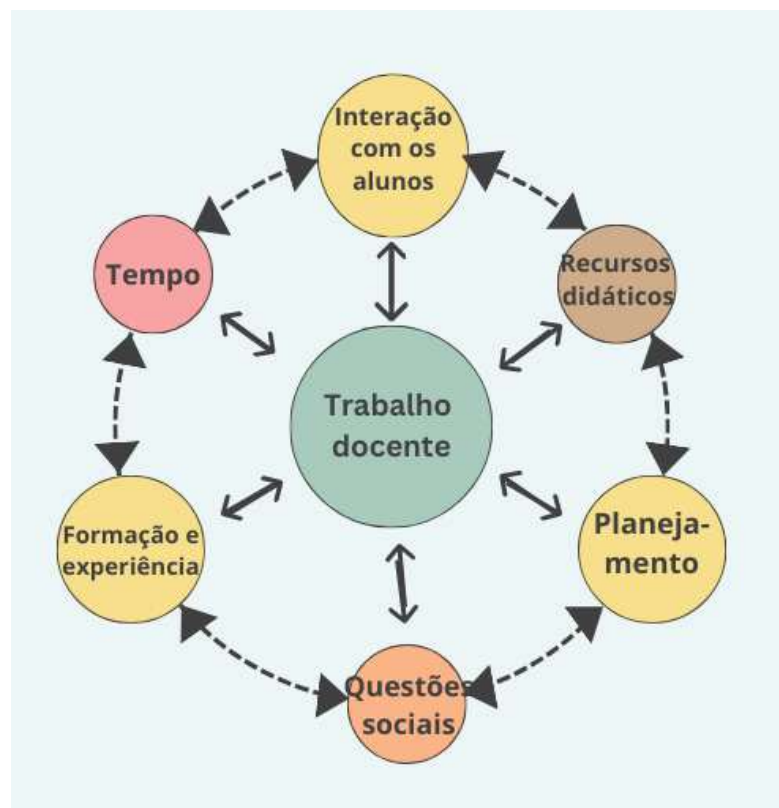 Interação
com os
alunos
Tempo
Recursos
didáticos
Trabalho
docente
Formação e
experiência
Planeja-
mento
Questões
sociais